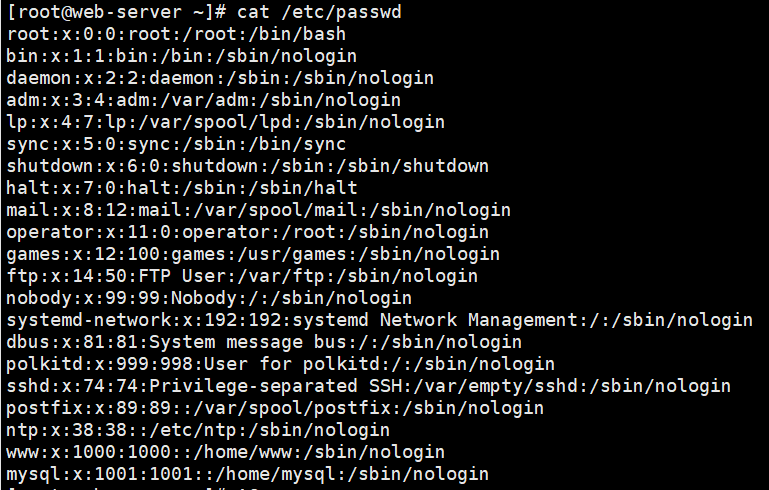 [root@web-server ~]# cat /etc/passwd
root:x:0:0:root:/root:/bin/bash
bin:x:1:1:bin:/bin:/sbin/nologin
daemon:x:2:2:daemon:/sbin:/sbin/nologin
adm:x:3:4:adm:/var/adm:/sbin/nologin
lp:x:4:7:lp:/var/spool/lpd:/sbin/nologin
sync:x:5:0:sync:/sbin:/bin/sync
shutdown:x:6:0:shutdown:/sbin:/sbin/shutdown
halt:x:7:0:halt:/sbin:/sbin/halt
mail:x:8:12:mail:/var/spool/mail:/sbin/nologin
operator:x:11:0:operator:/root:/sbin/nologin
games:x:12:100:games:/usr/games:/sbin/nologin
ftp:x:14:50:FTP User:/var/ftp:/sbin/nologin
nobody:x:99:99:Nobody:/:/sbin/nologin
systemd-network:x:192:192:systemd Network Management:/:/sbin/nologin
dbus:x:81:81:System message bus:/:/sbin/nologin
polkitd:x:999:998:User for polkitd:/:/sbin/nologin
sshd:x:74:74:Privilege-separated SSH:/var/empty/sshd:/sbin/nologin
postfix:x:89:89::/var/spool/postfix:/sbin/nologin
ntp:x:38:38::/etc/ntp:/sbin/nologin
www:x:1000:1000::/home/www:/sbin/nologin
mysql:x:1001:1001::/home/mysql:/sbin/nologin